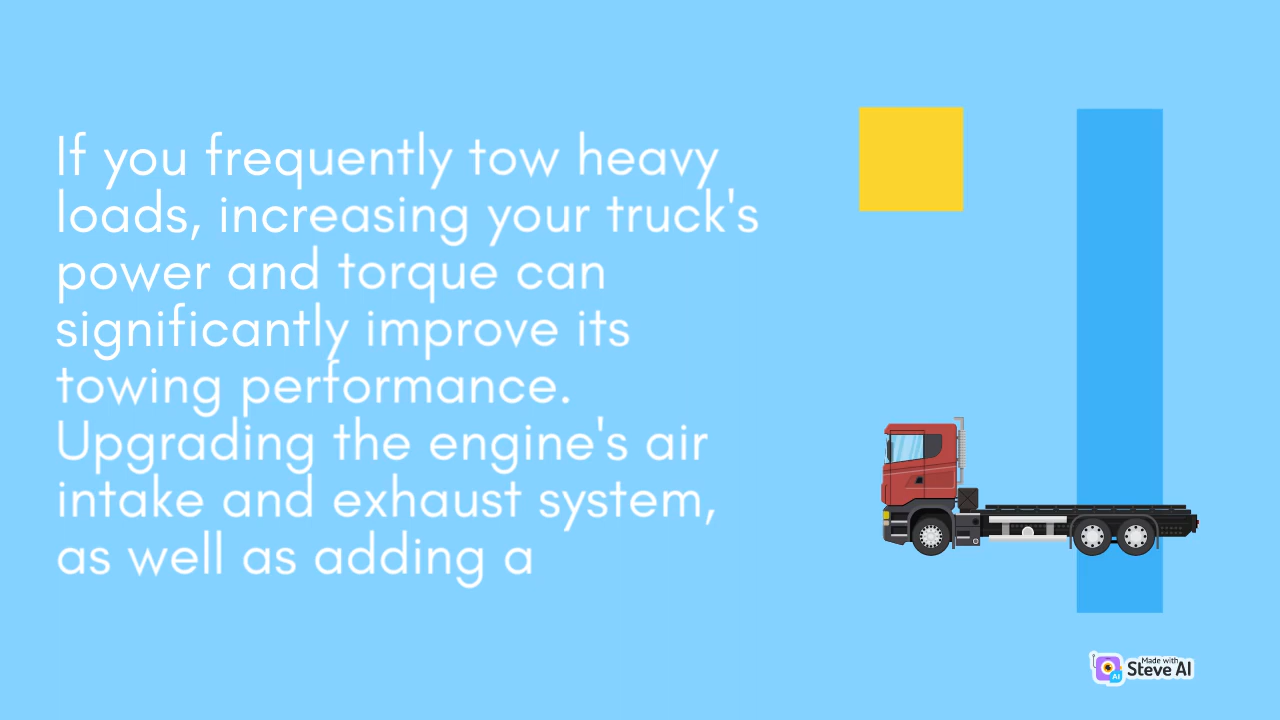 If you frequently tow heavy
loads, increasing your truck's
power and torque can
significantly improve its
towing performance.
Upgrading the engine's air
intake and exhaust system,
as well as adding a
Made with
Steve AI
AI